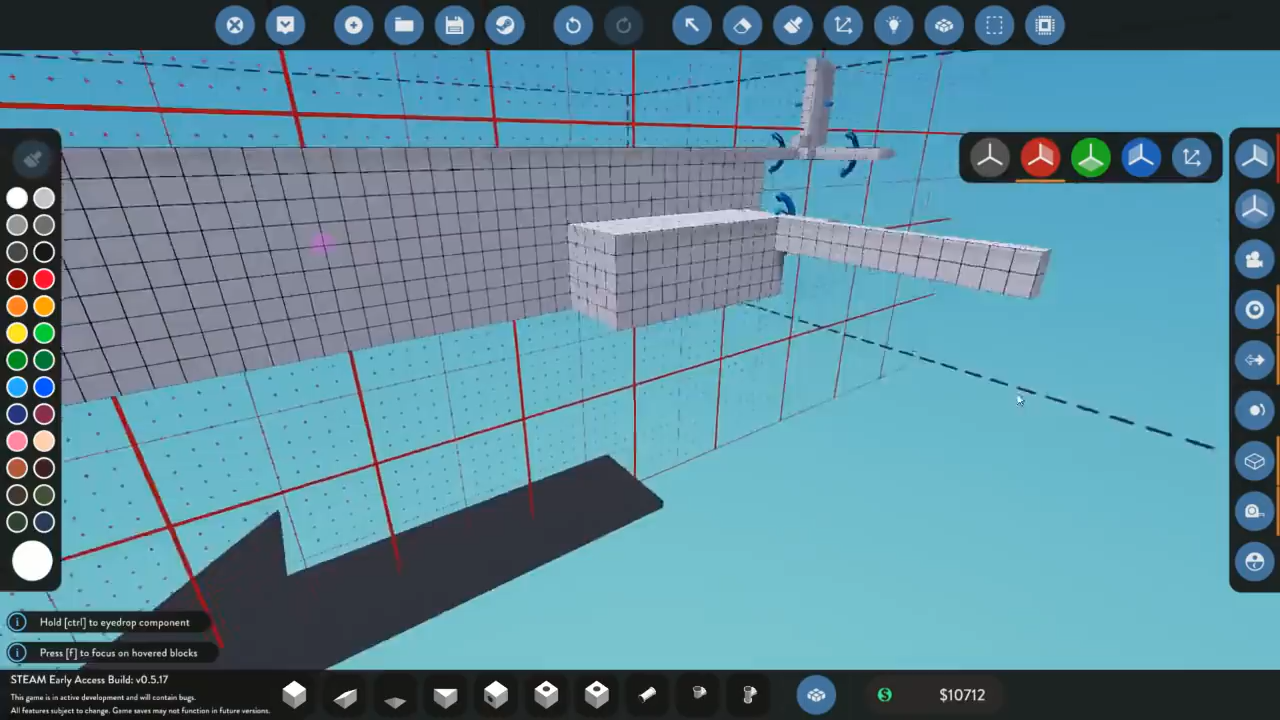 Hold [ctrl] to eyedrop component
Press [f] to focus on hovered blocks
STEAM Early Access Build: v0.5.17
This game is in active development and will contain bugs.
All features subject to change. Game saves may not function in future versions.
$10712